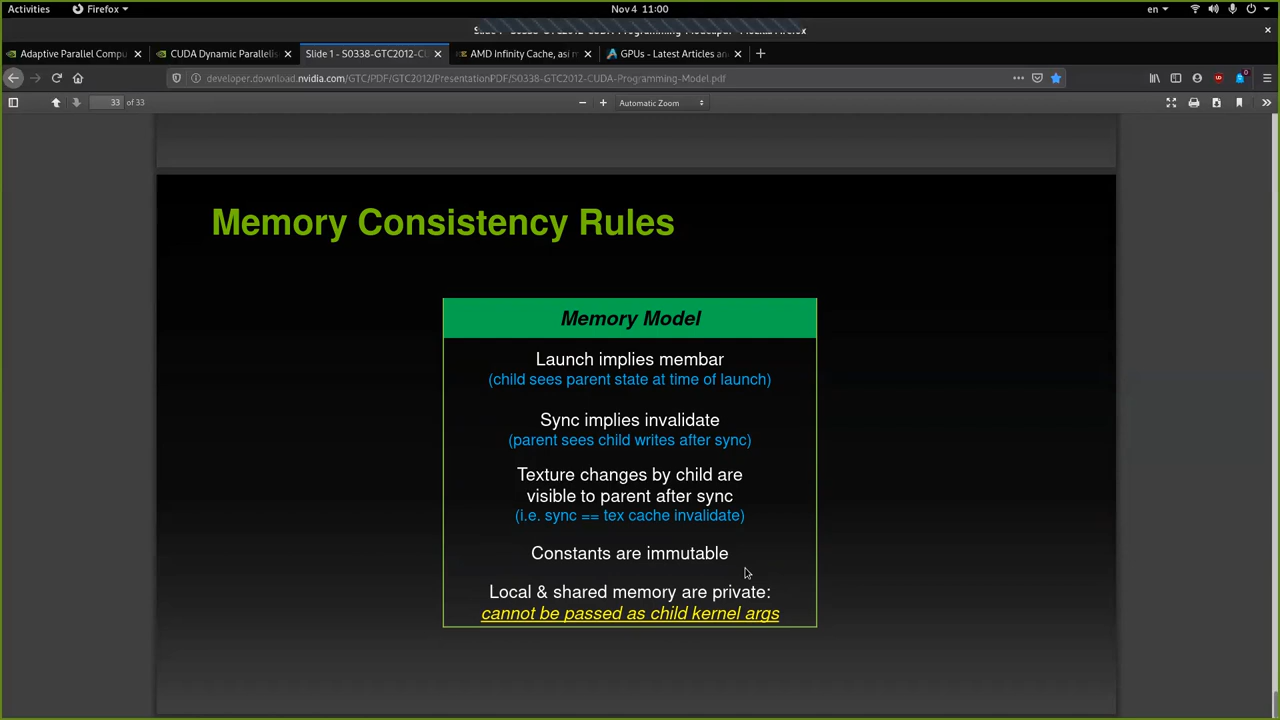 Activities Firefox Nov 4 11:00 en
Adaptive Parallel Compu CUDA Dynamic Parallelis Slide 1 - S0338-GTC2012-CU AMD Infinity Cache, así m GPUs - Latest Articles an
developer.download.nvidia.com/GTC/PDF/GTC2012/PresentationPDF/S0338-GTC2012-CUDA-Programming-Model.pdf
33 of 33 Automatic Zoom
Memory Consistency Rules
Memory Model
Launch implies membar
(child sees parent state at time of launch)
Sync implies invalidate
(parent sees child writes after sync)
Texture changes by child are
visible to parent after sync
(i.e. sync == tex cache invalidate)
Constants are immutable
Local & shared memory are private:
cannot be passed as child kernel args